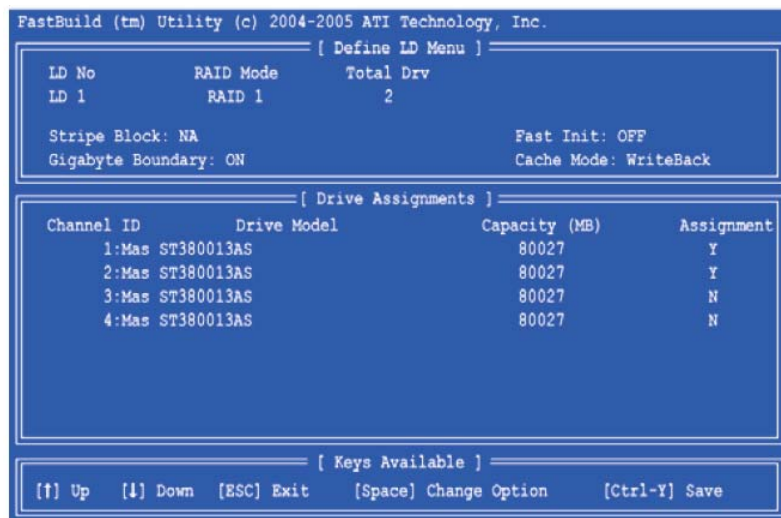 FastBuild (tm) Utility (c) 2004-2005 ATI Technology, Inc.
[ Define LD Menu ]
LD No RAID Mode Total Drv
LD 1 RAID 1 2
Stripe Block: NA Fast Init: OFF
Gigabyte Boundary: ON Cache Mode: WriteBack
[ Drive Assignments ]
Channel ID Drive Model Capacity (MB) Assignment
1:Mas ST380013AS 80027 Y
2:Mas ST380013AS 80027 Y
3:Mas ST380013AS 80027 N
4:Mas ST380013AS 80027 N
[ Keys Available ]
[↑] Up [↓] Down [ESC] Exit [Space] Change Option [Ctrl-Y] Save